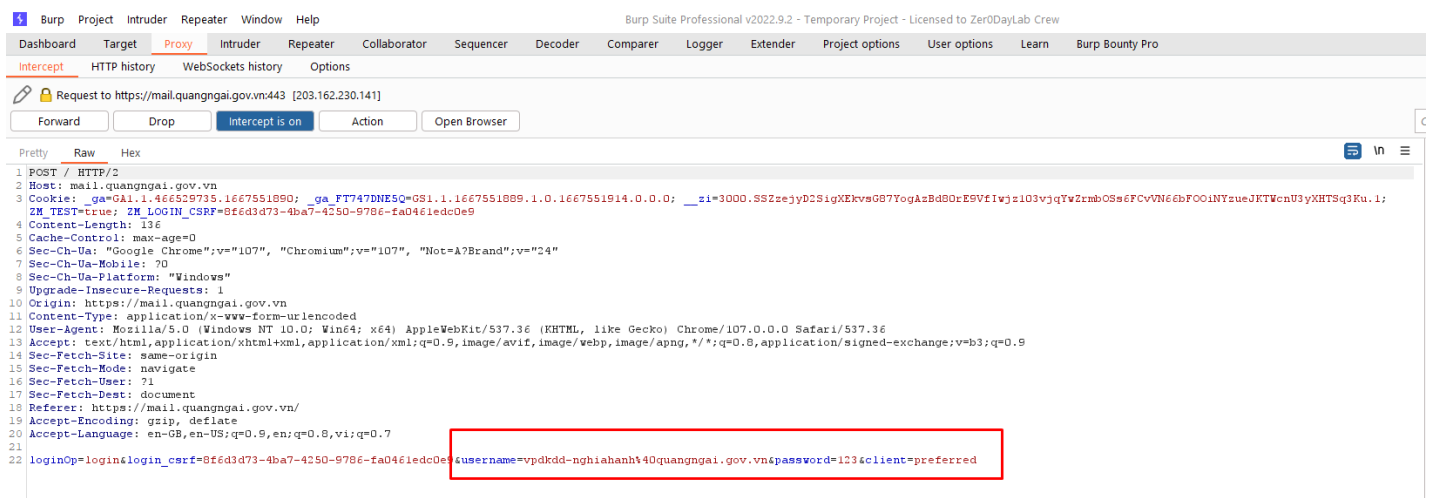 Burp Project Intruder Repeater Window Help Burp Suite Professional v2022.9.2 - Temporary Project - Licensed to Zer0DayLab Crew
Dashboard Target Proxy Intruder Repeater Collaborator Sequencer Decoder Comparer Logger Extender Project options User options Learn Burp Bounty Pro
Intercept HTTP history WebSockets history Options
Request to https://mail.quangngai.gov.vn:443 [203.162.230.141]
Forward Drop Intercept is on Action Open Browser
Pretty Raw Hex \n
1 POST / HTTP/2
2 Host: mail.quangngai.gov.vn
3 Cookie: _ga=GA1.1.466529735.1667551890; _ga_FT747DNE5Q=GS1.1.1667551889.1.0.1667551914.0.0.0; __zi=3000.SSZzejyD2SigXEkvsG87YogAzBd80rE9VfIwjz1O3vjqYwZrmbOSs6FCvVN66bFOOiNYzueJKTWcnU3yXHTSq3Ku.1;
ZM_TEST=true; ZM_LOGIN_CSRF=8f6d3d73-4ba7-4250-9786-fa0461edc0e9
4 Content-Length: 136
5 Cache-Control: max-age=0
6 Sec-Ch-Ua: "Google Chrome";v="107", "Chromium";v="107", "Not=A?Brand";v="24"
7 Sec-Ch-Ua-Mobile: ?0
8 Sec-Ch-Ua-Platform: "Windows"
9 Upgrade-Insecure-Requests: 1
10 Origin: https://mail.quangngai.gov.vn
11 Content-Type: application/x-www-form-urlencoded
12 User-Agent: Mozilla/5.0 (Windows NT 10.0; Win64; x64) AppleWebKit/537.36 (KHTML, like Gecko) Chrome/107.0.0.0 Safari/537.36
13 Accept: text/html,application/xhtml+xml,application/xml;q=0.9,image/avif,image/webp,image/apng,*/*;q=0.8,application/signed-exchange;v=b3;q=0.9
14 Sec-Fetch-Site: same-origin
15 Sec-Fetch-Mode: navigate
16 Sec-Fetch-User: ?1
17 Sec-Fetch-Dest: document
18 Referer: https://mail.quangngai.gov.vn/
19 Accept-Encoding: gzip, deflate
20 Accept-Language: en-GB,en-US;q=0.9,en;q=0.8,vi;q=0.7
21
22 loginOp=login&login_csrf=8f6d3d73-4ba7-4250-9786-fa0461edc0e9&username=vpdkdd-nghiahanh%40quangngai.gov.vn&password=123&client=preferred